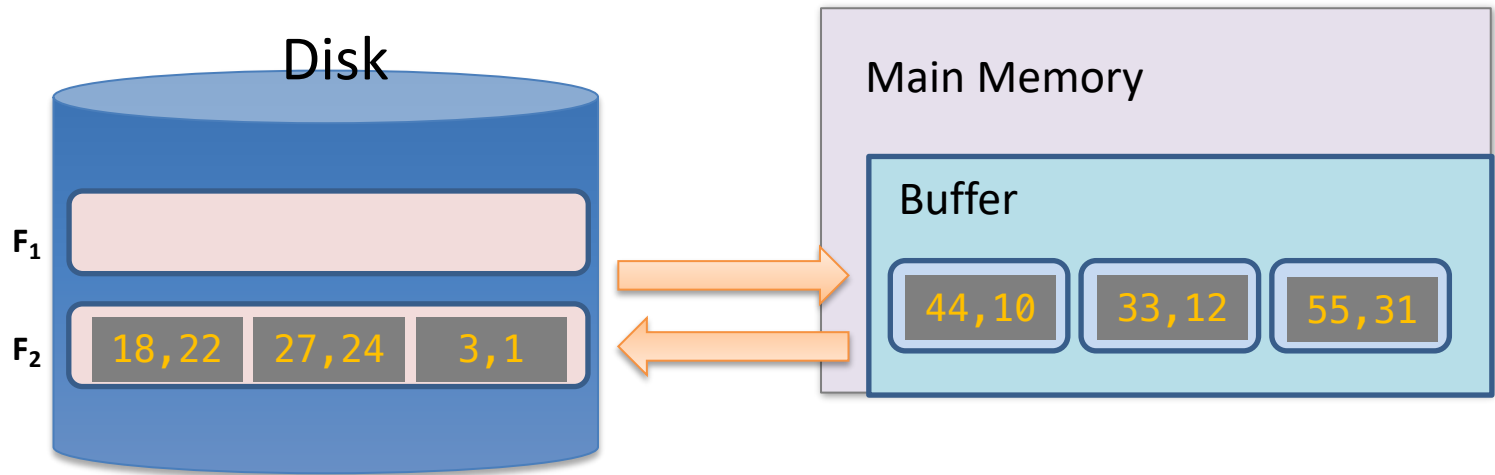 Disk
Main Memory
Buffer
F₁
44,10 33,12 55,31
F₂ 18,22 27,24 3,1